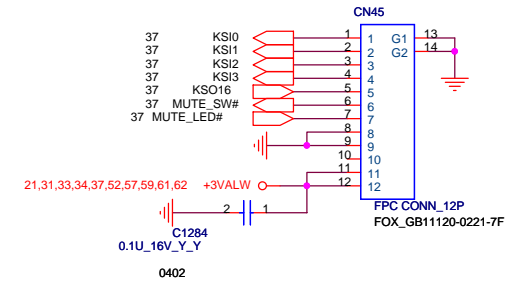 CN45
37 KSI0 1 1 G1 13
37 KSI1 2 2 G2 14
37 KSI2 3 3
37 KSI3 4 4
37 KSO16 5 5
37 MUTE_SW# 6 6
37 MUTE_LED# 7 7
8 8
9 9
10 10
11 11
21,31,33,34,37,52,57,59,61,62 +3VALW 12 12
FPC CONN_12P
2 1
FOX_GB11120-0221-7F
C1284
0.1U_16V_Y_Y
0402